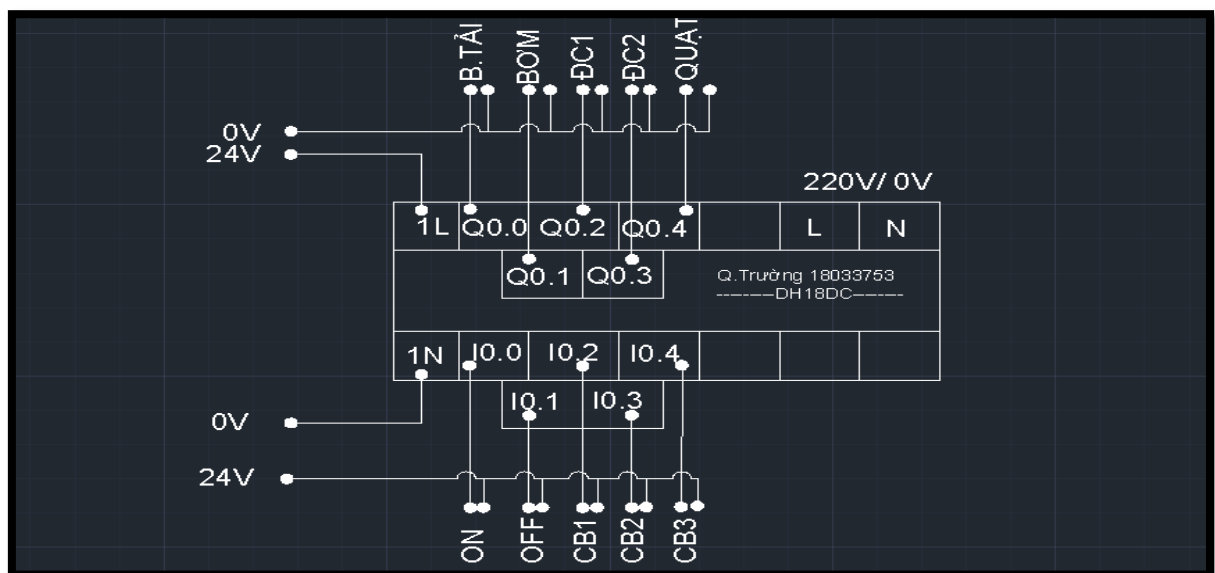 B.TẢI
BƠM
ĐC1
ĐC2
QUẠT
0V
24V
220V/ 0V
1L Q0.0 Q0.2 Q0.4 L N
Q0.1 Q0.3
Q.Trường 18033753
---------DH18DC--------
1N I0.0 I0.2 I0.4
I0.1 I0.3
0V
24V
ON
OFF
CB1
CB2
CB3